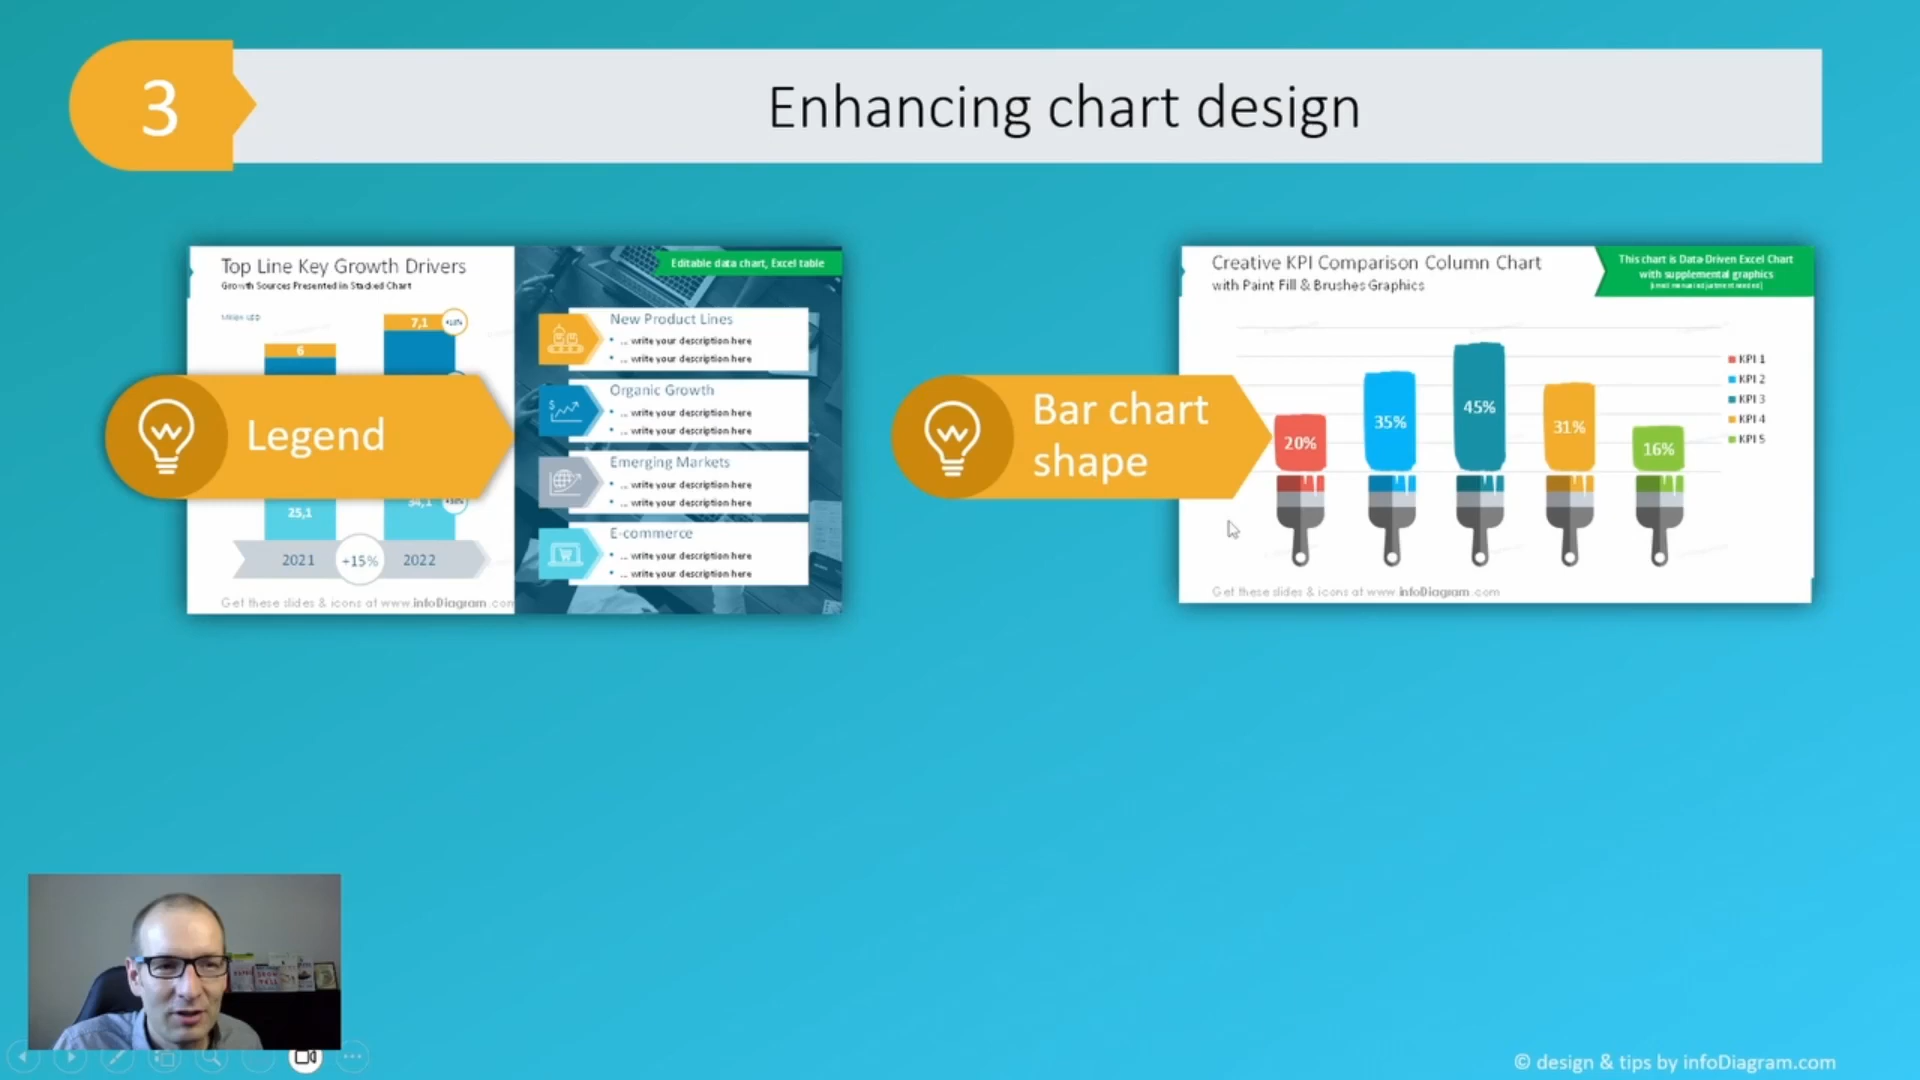 3
Enhancing chart design
Top Line Key Growth Drivers
Growth Sources Presented in Stacked Chart
7,1
6
Legend
25,1
2021
+15%
2022
Get these slides & icons at www.infoDiagram.com
Editable data chart, Excel table
New Product Lines
• ... write your description here
• ... write your description here
Organic Growth
• ... write your description here
• ... write your description here
Emerging Markets
• ... write your description here
• ... write your description here
E-commerce
• ... write your description here
• ... write your description here
Bar chart
shape
Creative KPI Comparison Column Chart
with Paint Fill & Brushes Graphics
This chart is Data-Driven Excel Chart
with supplemental graphics
20%
35%
45%
31%
16%
KPI 1
KPI 2
KPI 3
KPI 4
KPI 5
Get these slides & icons at www.infoDiagram.com
© design & tips by infoDiagram.com